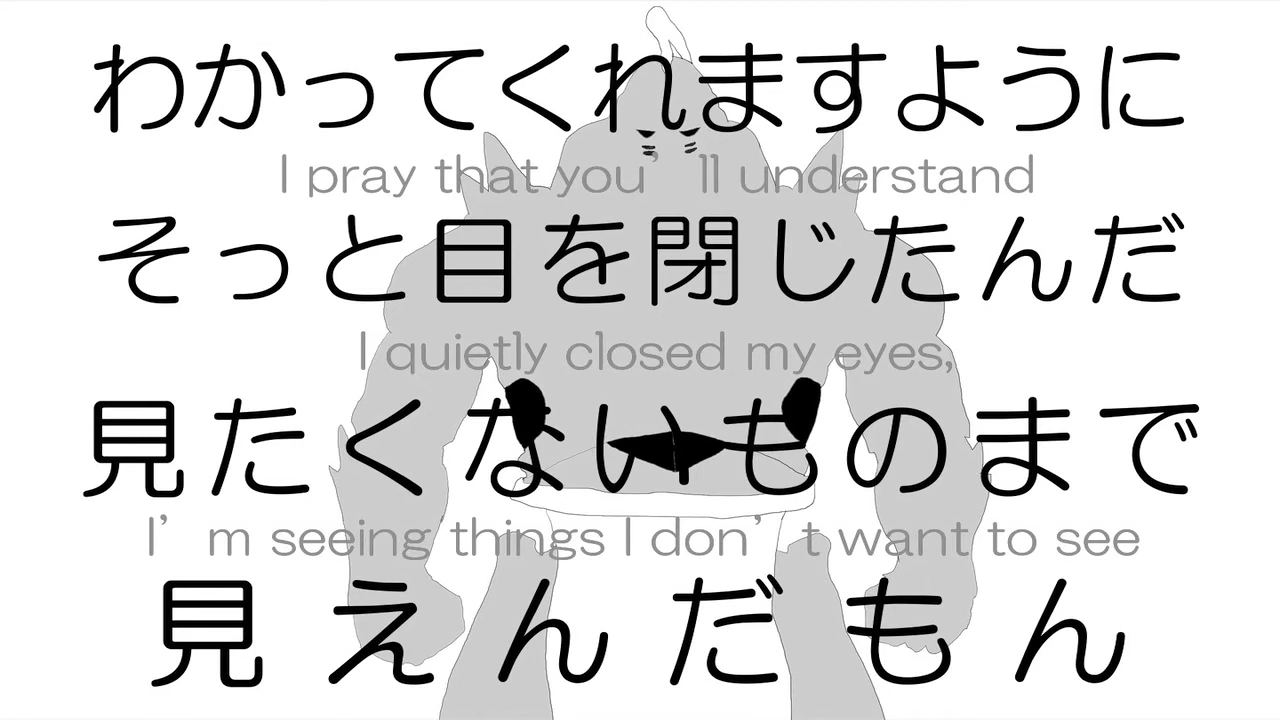 わかってくれますように
I pray that you’ll understand
そっと目を閉じたんだ
I quietly closed my eyes,
見たくないものまで
I’m seeing things I don’t want to see
見えんだもん